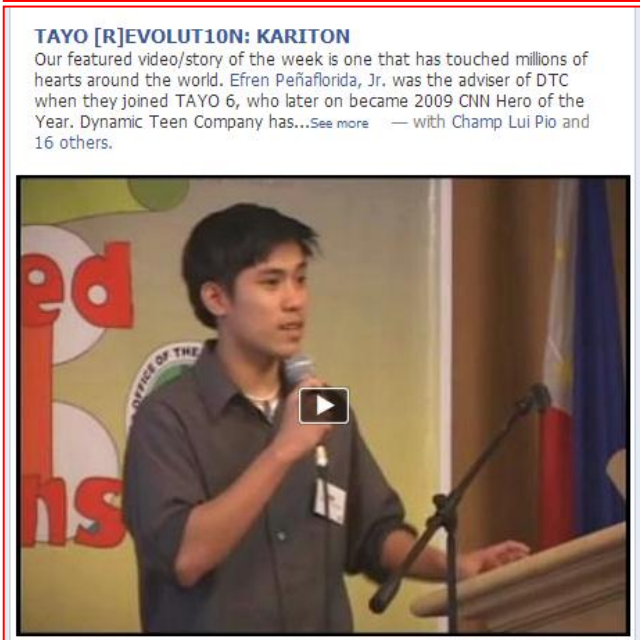 TAYO [R]EVOLUT10N: KARITON
Our featured video/story of the week is one that has touched millions of
hearts around the world. Efren Peñaflorida, Jr. was the adviser of DTC
when they joined TAYO 6, who later on became 2009 CNN Hero of the
Year. Dynamic Teen Company has...See more — with Champ Lui Pio and
16 others.
ed
OFFICE OF THE
ns